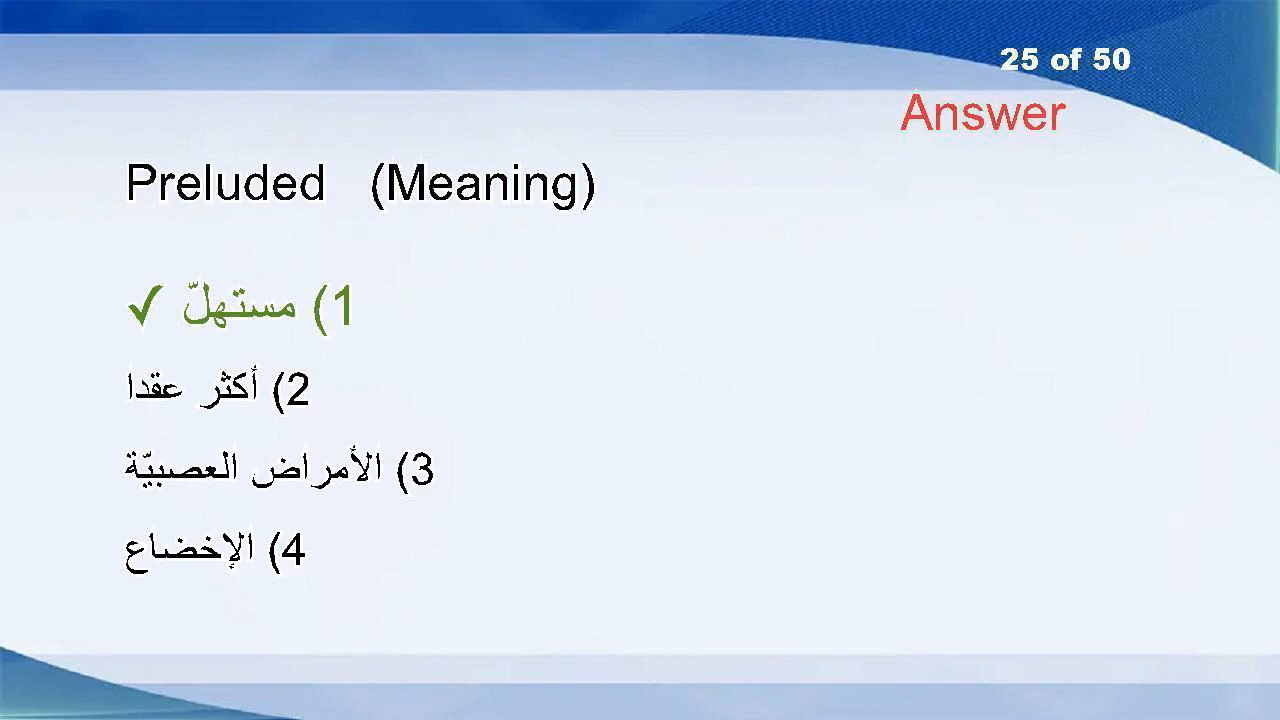 25 of 50
Answer
Preluded (Meaning)
1) مستهلّ ✓
2) أكثر عقدا
3) الأمراض العصبيّة
4) الإخضاع